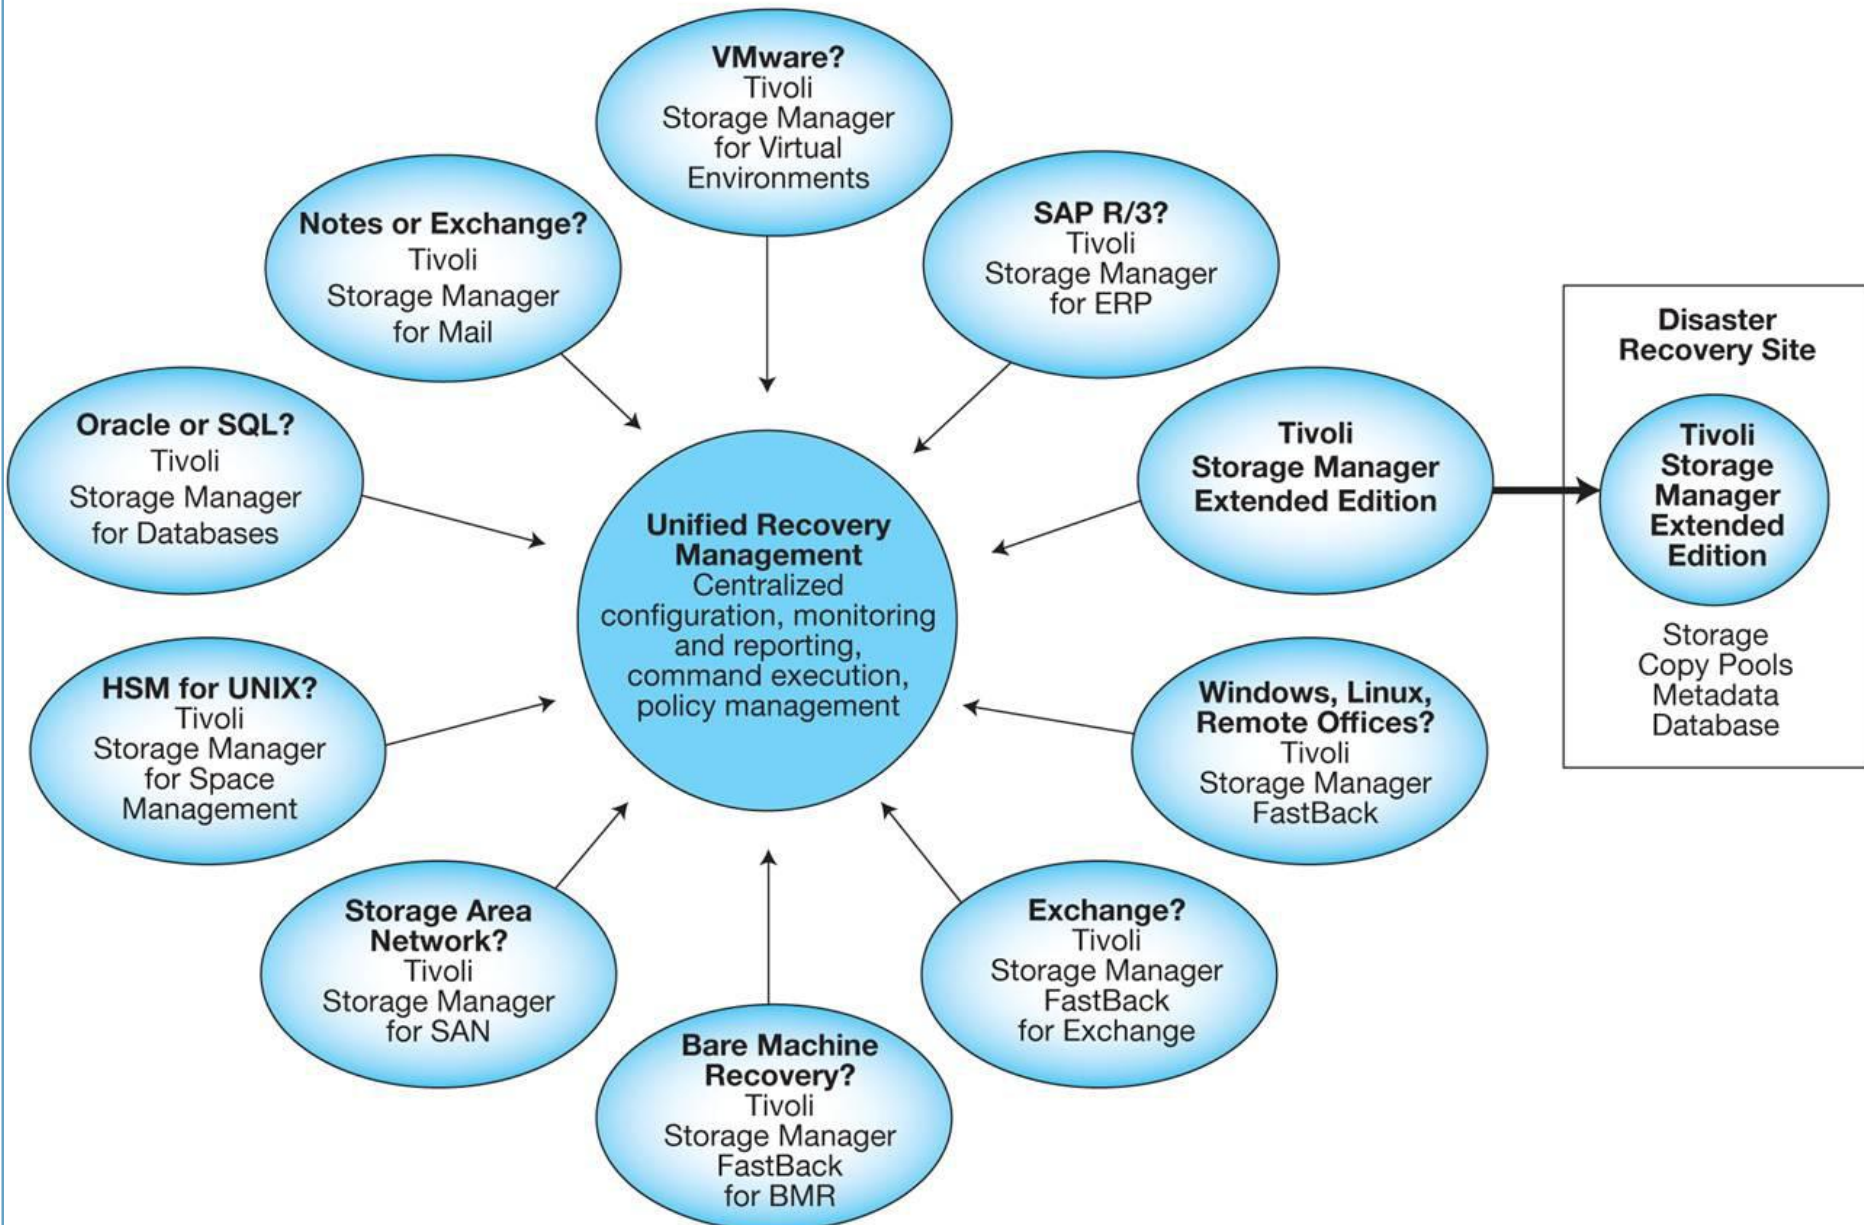 VMware?
Tivoli
Storage Manager
for Virtual
Environments
Notes or Exchange?
Tivoli
Storage Manager
for Mail
SAP R/3?
Tivoli
Storage Manager
for ERP
Disaster
Recovery Site
Tivoli
Storage
Manager
Extended
Edition
Storage
Copy Pools
Metadata
Database
Oracle or SQL?
Tivoli
Storage Manager
for Databases
Tivoli
Storage Manager
Extended Edition
Unified Recovery
Management
Centralized
configuration, monitoring
and reporting,
command execution,
policy management
HSM for UNIX?
Tivoli
Storage Manager
for Space
Management
Windows, Linux,
Remote Offices?
Tivoli
Storage Manager
FastBack
Storage Area
Network?
Tivoli
Storage Manager
for SAN
Exchange?
Tivoli
Storage Manager
FastBack
for Exchange
Bare Machine
Recovery?
Tivoli
Storage Manager
FastBack
for BMR